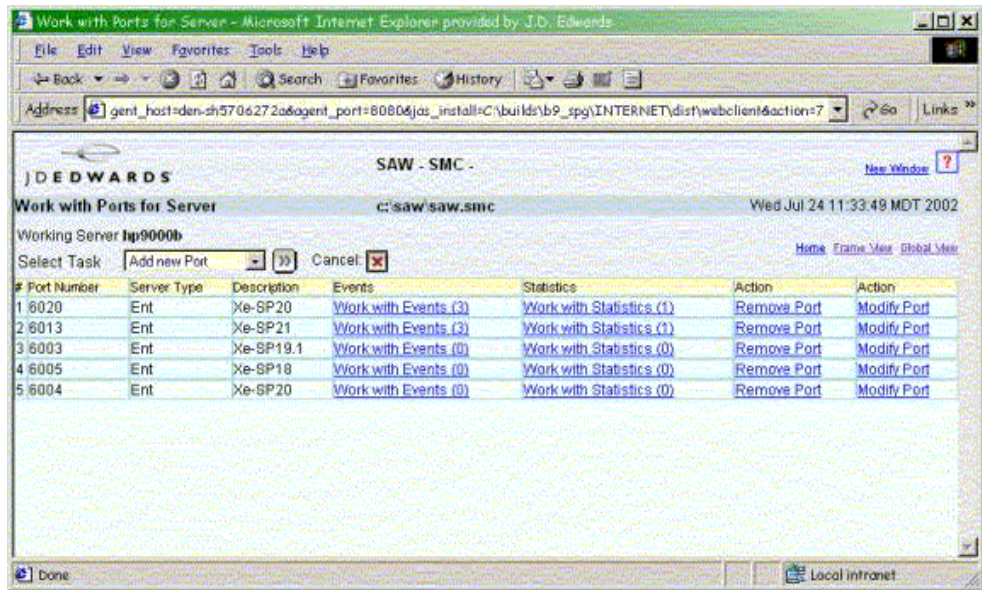 Work with Ports for Server - Microsoft Internet Explorer provided by J.D. Edwards
File Edit View Favorites Tools Help
Back Search Favorites History
Address gent_host=den-sh5706272a&agent_port=8080&jas_install=C:\builds\b9_spg\INTERNET\dist\webclient&action=7 Go Links »
JDEDWARDS SAW - SMC - New Window ?
Work with Ports for Server c:\saw\saw.smc Wed Jul 24 11:33:49 MDT 2002
Working Server hp9000b
Home Frame View Global View
Select Task Add new Port Cancel:
# Port Number Server Type Description Events Statistics Action Action
1 6020 Ent Xe-SP20 Work with Events (3) Work with Statistics (1) Remove Port Modify Port
2 6013 Ent Xe-SP21 Work with Events (3) Work with Statistics (1) Remove Port Modify Port
3 6003 Ent Xe-SP19.1 Work with Events (0) Work with Statistics (0) Remove Port Modify Port
4 6005 Ent Xe-SP18 Work with Events (0) Work with Statistics (0) Remove Port Modify Port
5 6004 Ent Xe-SP20 Work with Events (0) Work with Statistics (0) Remove Port Modify Port
Done Local intranet